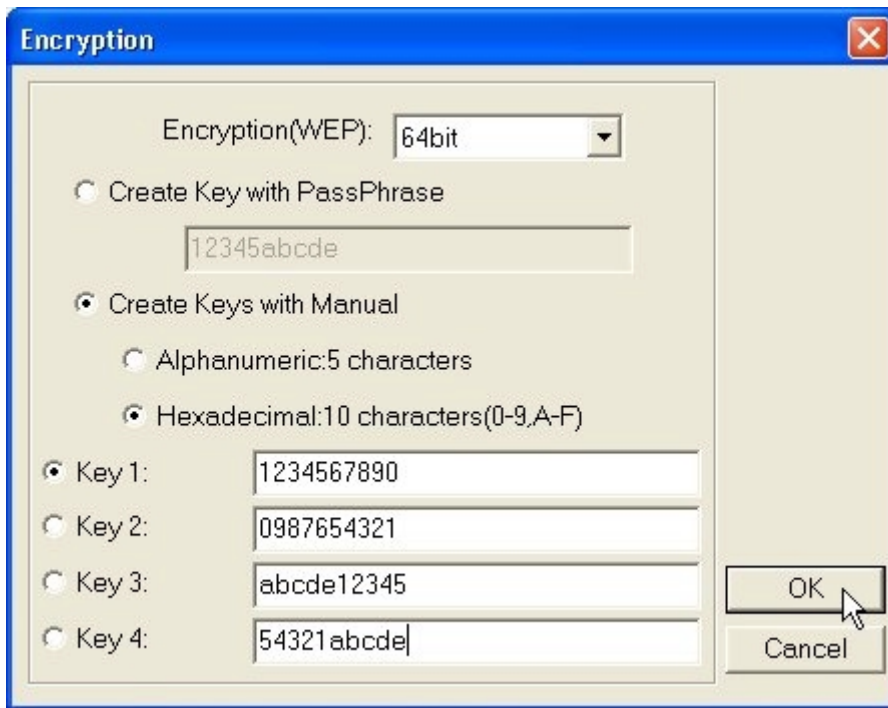 Encryption
Encryption(WEP): 64bit
Create Key with PassPhrase
12345abcde
Create Keys with Manual
Alphanumeric:5 characters
Hexadecimal:10 characters(0-9,A-F)
Key 1: 1234567890
Key 2: 0987654321
Key 3: abcde12345
Key 4: 54321abcde
OK
Cancel